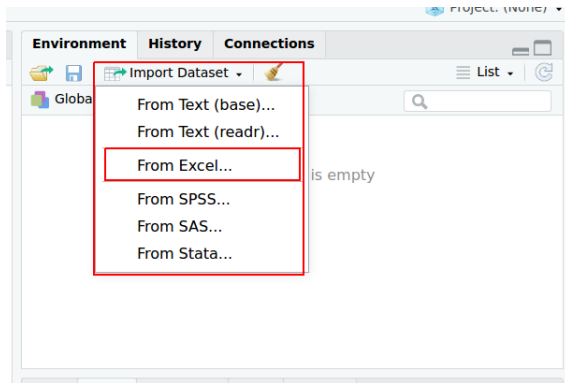 Project: (None)
Environment History Connections
Import Dataset
List
Globa
From Text (base)...
From Text (readr)...
From Excel...
is empty
From SPSS...
From SAS...
From Stata...